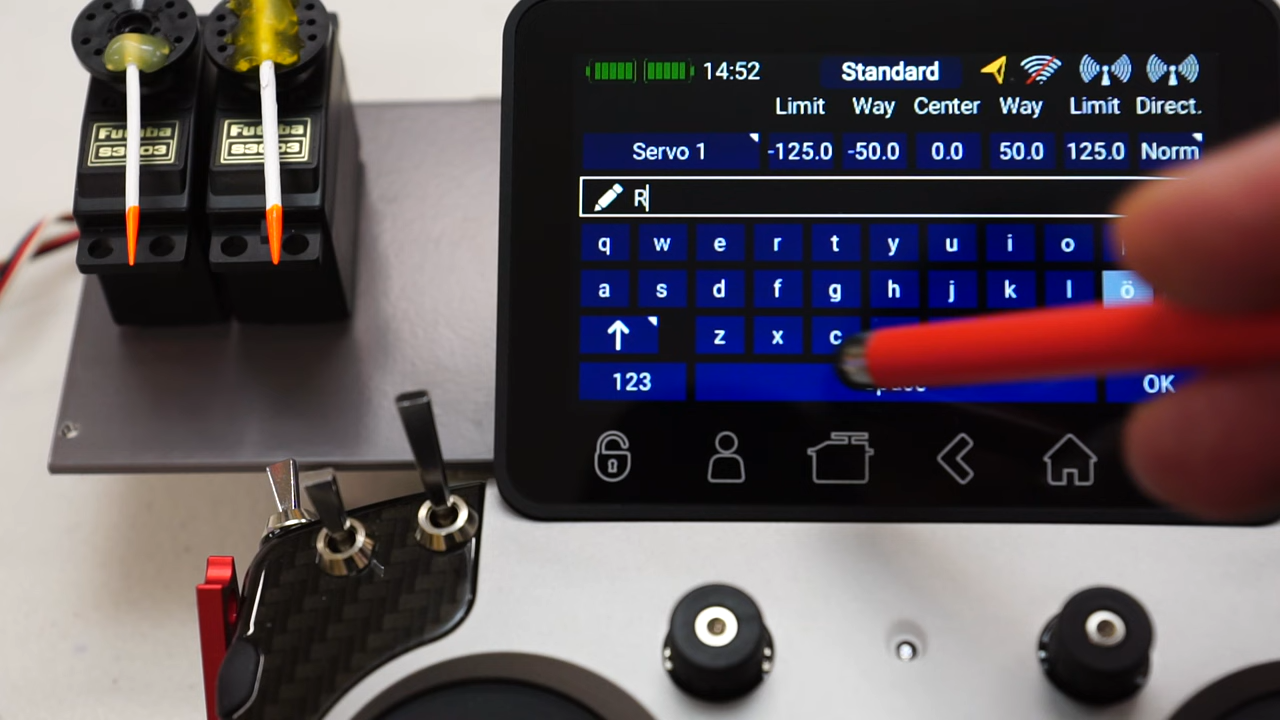 Futaba
S3003
Futaba
S3003
14:52 Standard
Limit Way Center Way Limit Direct.
Servo 1 -125.0 -50.0 0.0 50.0 125.0 Norm
R
q w e r t y u i o
a s d f g h j k l ö
z x c
123 OK